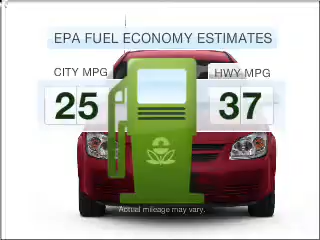 EPA FUEL ECONOMY ESTIMATES
CITY MPG
HWY MPG
25
37
Actual mileage may vary.